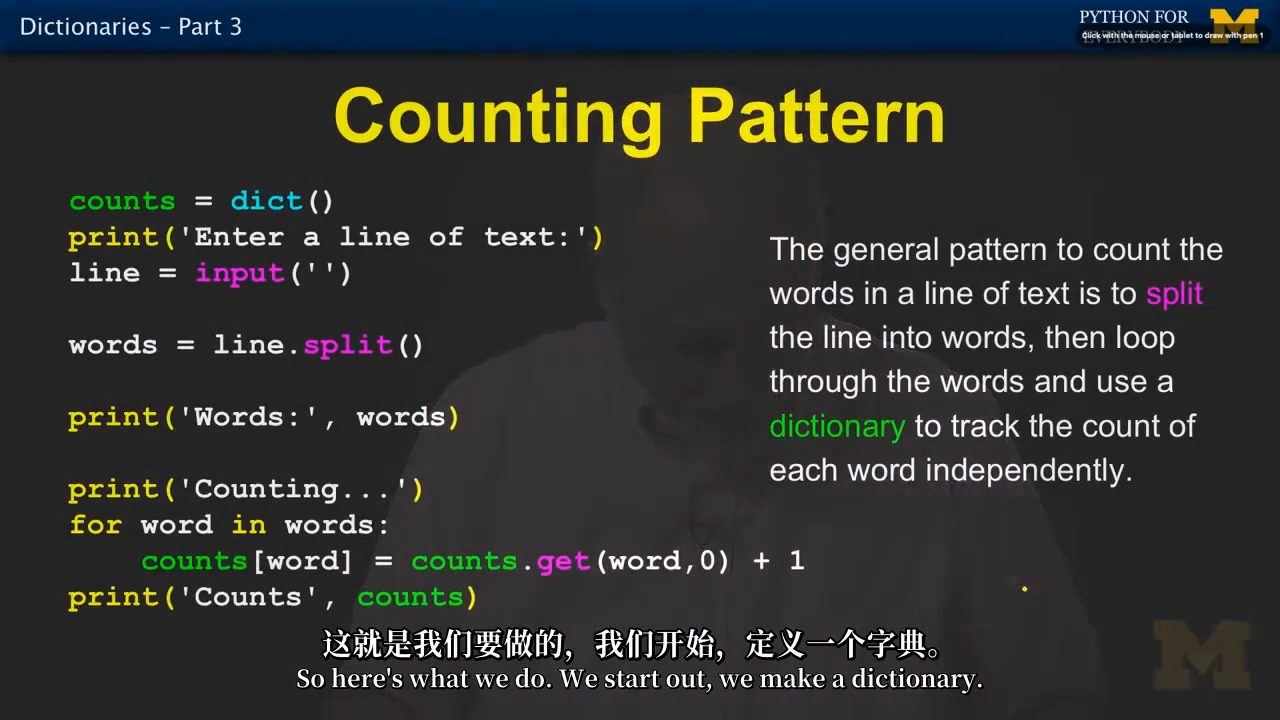 Dictionaries – Part 3
PYTHON FOR
EVERYBODY
Click with the mouse or tablet to draw with pen 1
Counting Pattern
counts = dict()
print('Enter a line of text:')
line = input('')
words = line.split()
print('Words:', words)
print('Counting...')
for word in words:
    counts[word] = counts.get(word,0) + 1
print('Counts', counts)
The general pattern to count the
words in a line of text is to split
the line into words, then loop
through the words and use a
dictionary to track the count of
each word independently.
这就是我们要做的，我们开始，定义一个字典。
So here's what we do. We start out, we make a dictionary.
M
M